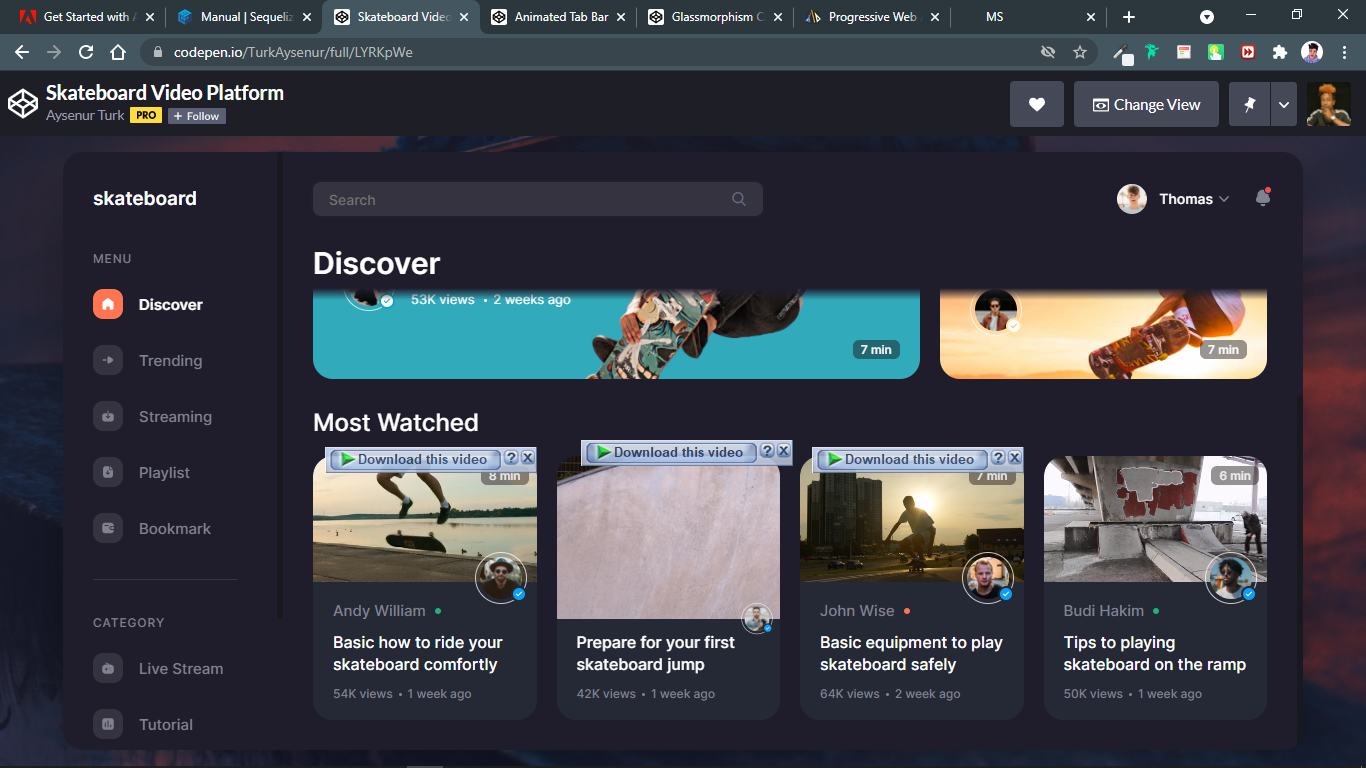 Get Started with A
Manual | Sequeliz
Skateboard Video
Animated Tab Bar
Glassmorphism C
Progressive Web
MS
codepen.io/TurkAysenur/full/LYRKpWe
Skateboard Video Platform
Aysenur Turk PRO + Follow
Change View
skateboard
Search
Thomas
MENU
Discover
Trending
Streaming
Playlist
Bookmark
CATEGORY
Live Stream
Tutorial
Discover
53K views • 2 weeks ago
7 min
7 min
Most Watched
Download this video ? X
8 min
Andy William
Basic how to ride your
skateboard comfortly
54K views • 1 week ago
Download this video ? X
Prepare for your first
skateboard jump
42K views • 1 week ago
Download this video ? X
7 min
John Wise
Basic equipment to play
skateboard safely
64K views • 2 week ago
6 min
Budi Hakim
Tips to playing
skateboard on the ramp
50K views • 1 week ago